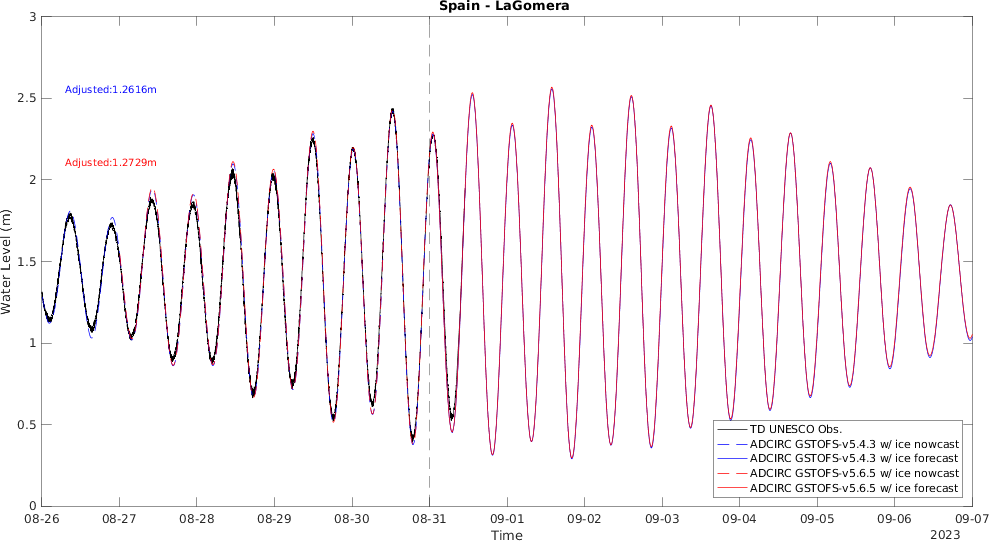 Spain - LaGomera
3
2.5
2
1.5
1
0.5
0
Water Level (m)
Adjusted:1.2616m
Adjusted:1.2729m
TD UNESCO Obs.
ADCIRC GSTOFS-v5.4.3 w/ ice nowcast
ADCIRC GSTOFS-v5.4.3 w/ ice forecast
ADCIRC GSTOFS-v5.6.5 w/ ice nowcast
ADCIRC GSTOFS-v5.6.5 w/ ice forecast
08-26 08-27 08-28 08-29 08-30 08-31 09-01 09-02 09-03 09-04 09-05 09-06 09-07
Time
2023